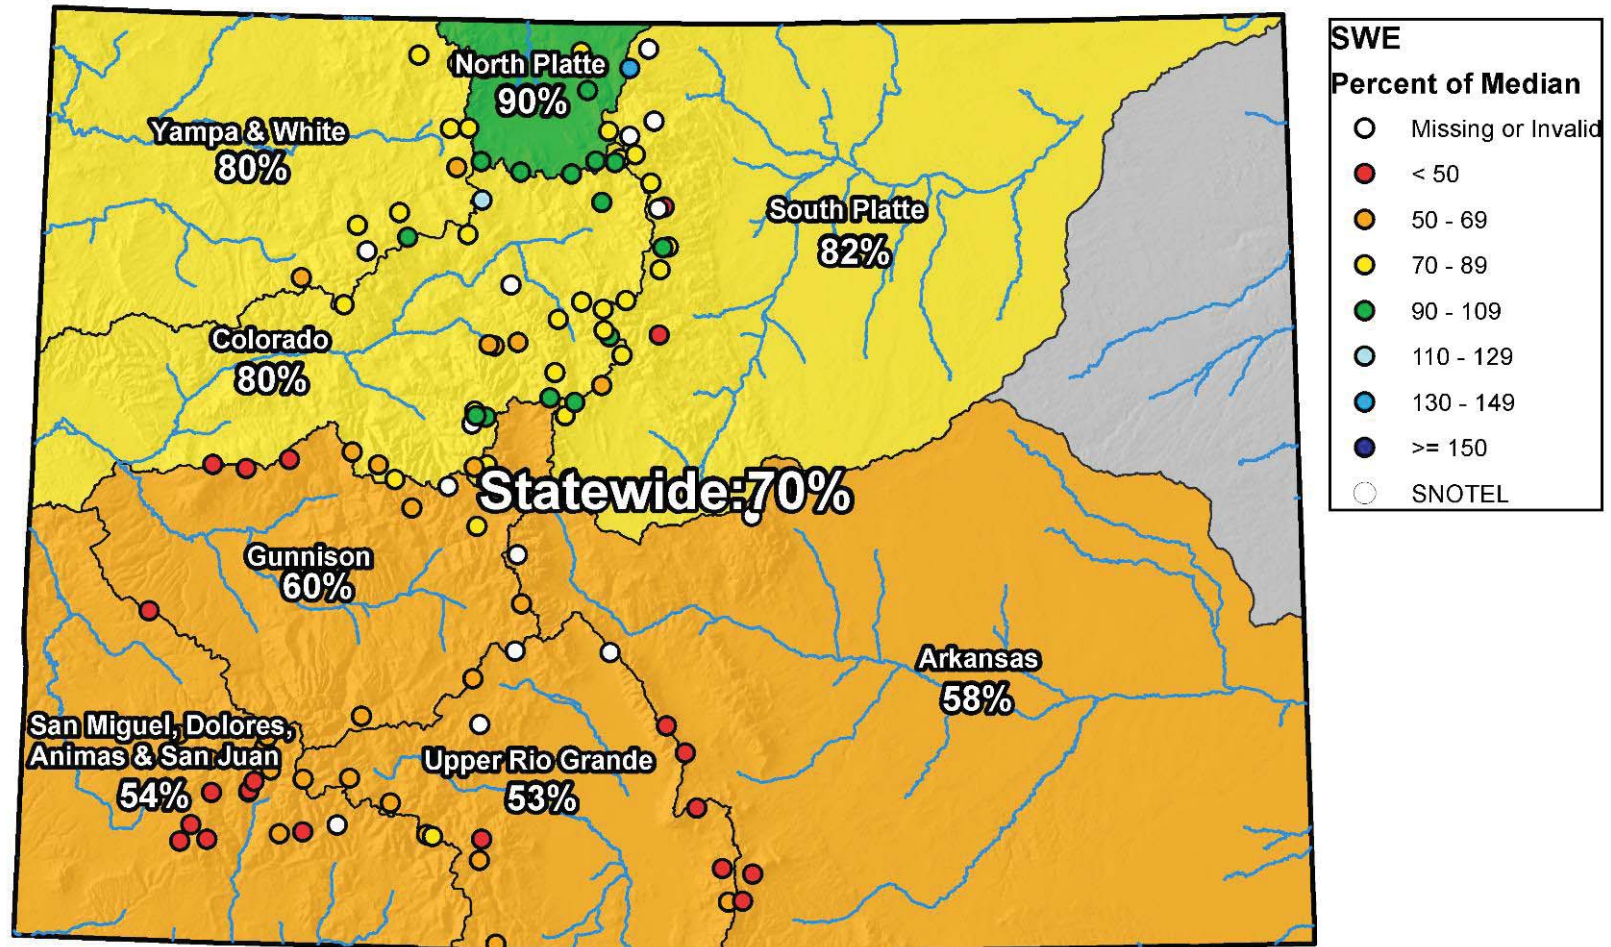 North Platte
90%
Yampa & White
80%
South Platte
82%
Colorado
80%
Statewide:70%
Gunnison
60%
Arkansas
58%
San Miguel, Dolores,
Animas & San Juan
54%
Upper Rio Grande
53%
SWE
Percent of Median
Missing or Invalid
< 50
50 - 69
70 - 89
90 - 109
110 - 129
130 - 149
>= 150
SNOTEL